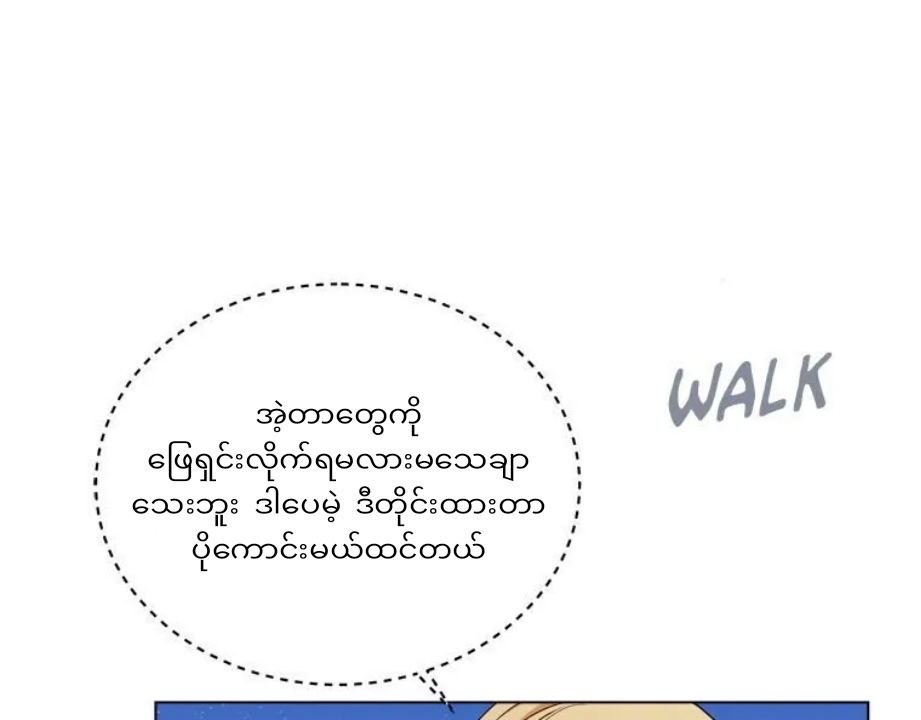 အဲ့တာတွေကို
ဖြေရှင်းလိုက်ရမလားမသေချာ
သေးဘူး ဒါပေမဲ့ ဒီတိုင်းထားတာ
ပိုကောင်းမယ်ထင်တယ်
WALK